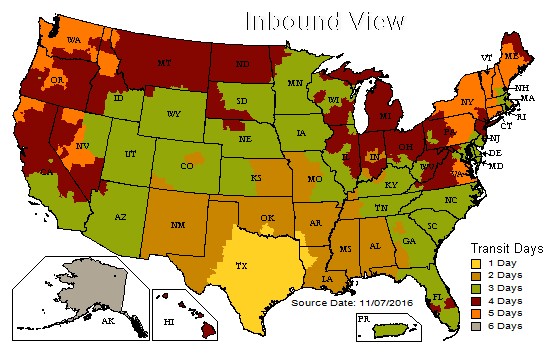 Inbound View
WA
OR
MT
ND
MN
VT
ME
ID
SD
WI
MI
NY
NH
MA
RI
CT
WY
NE
IA
IL
IN
OH
PA
NJ
DE
MD
NV
UT
CO
KS
MO
KY
WV
VA
CA
AZ
NM
OK
AR
TN
NC
SC
MS
AL
GA
TX
LA
FL
AK
HI
PR
Source Date: 11/07/2016
Transit Days
1 Day
2 Days
3 Days
4 Days
5 Days
6 Days